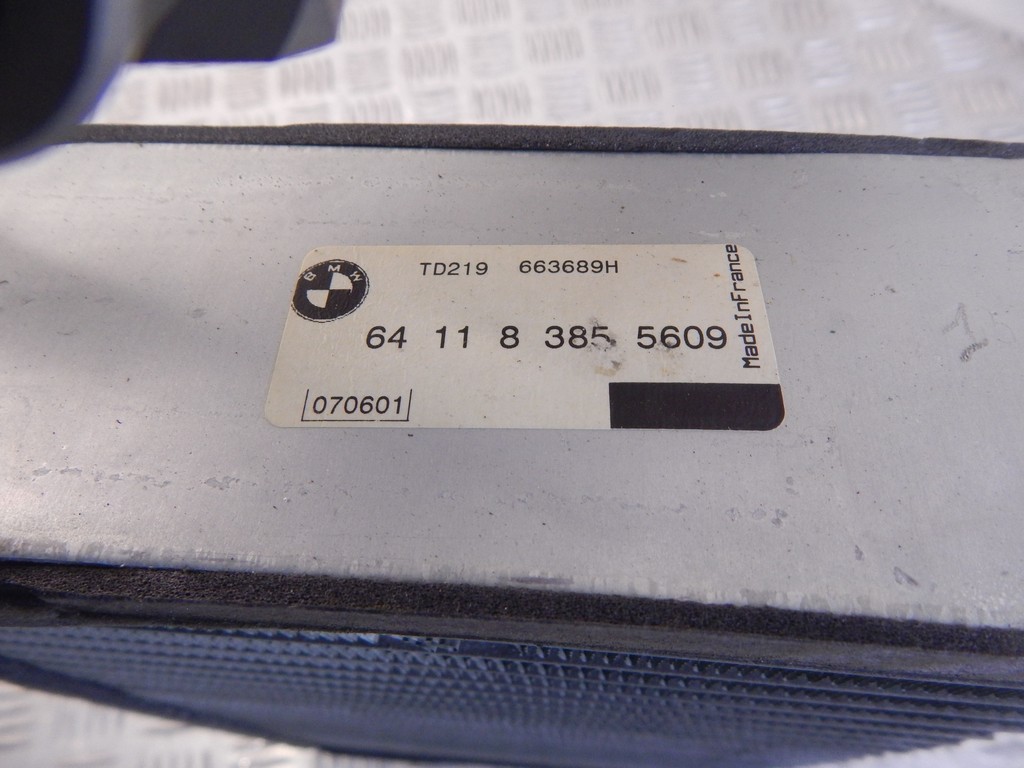 BMW
TD219 663689H
64 11 8 385 5609
MadeInFrance
070601